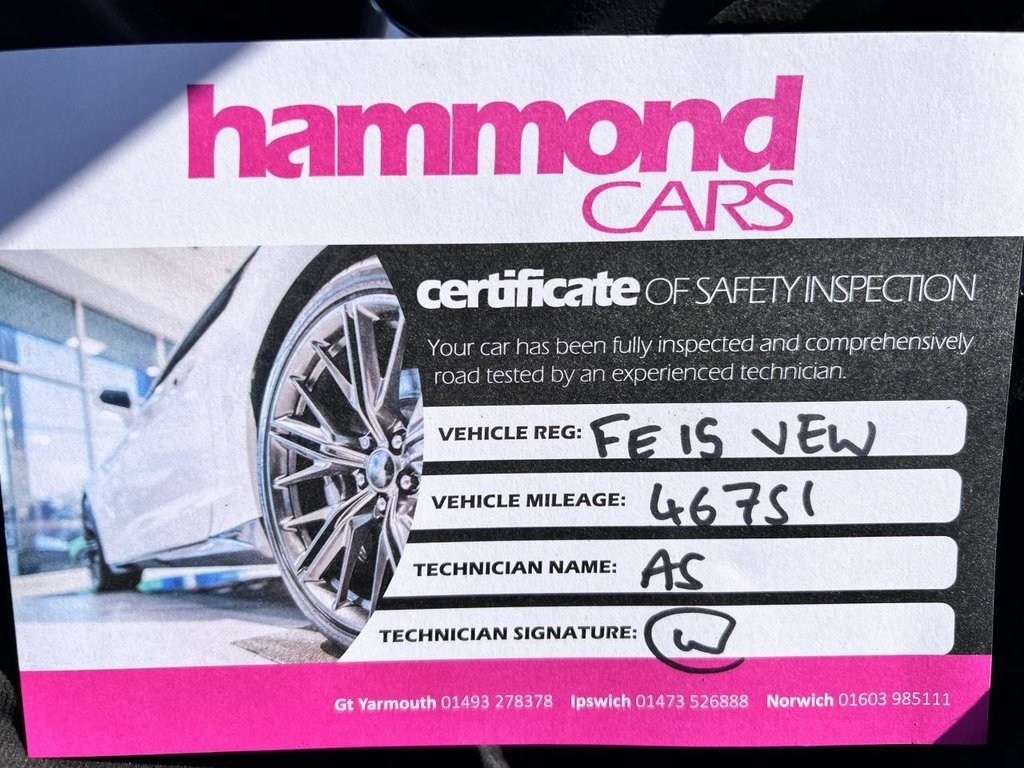 hammond
CARS
certificate OF SAFETY INSPECTION
Your car has been fully inspected and comprehensively
road tested by an experienced technician.
VEHICLE REG: FE15 VEW
VEHICLE MILEAGE: 46751
TECHNICIAN NAME: AS
TECHNICIAN SIGNATURE:
Gt Yarmouth 01493 278378 Ipswich 01473 526888 Norwich 01603 985111